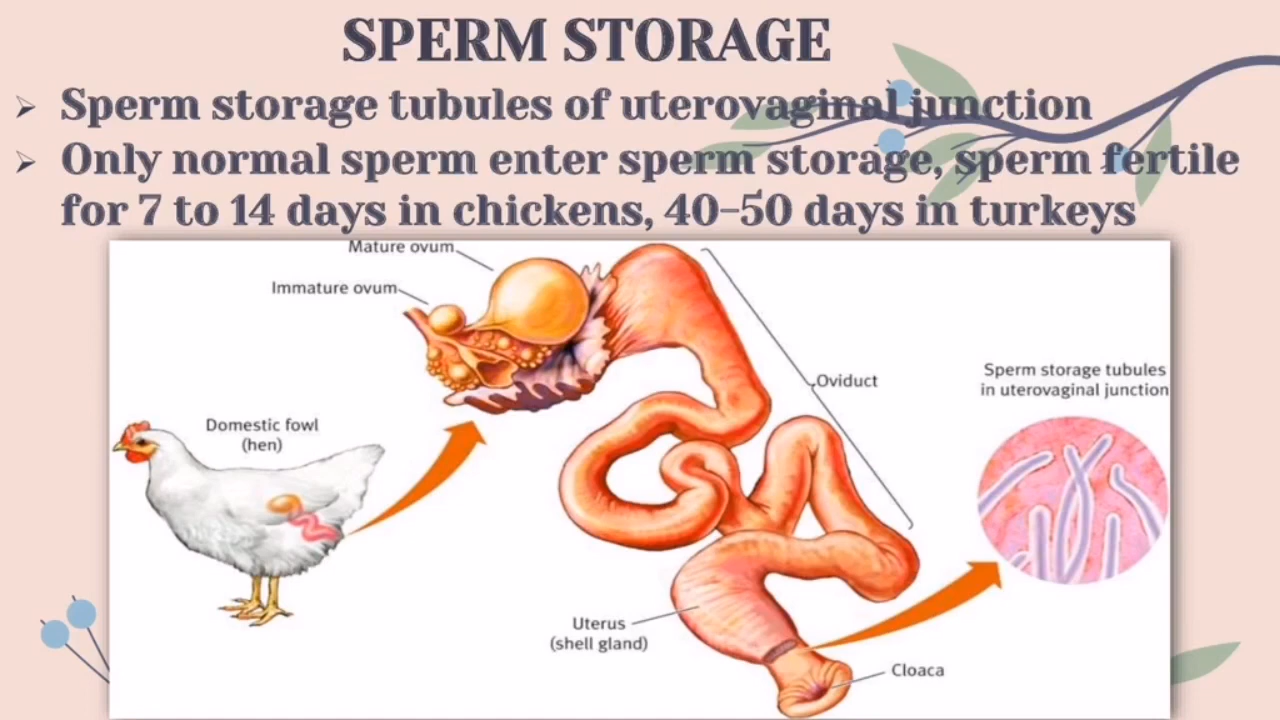 SPERM STORAGE
➢ Sperm storage tubules of uterovaginal junction
➢ Only normal sperm enter sperm storage, sperm fertile
for 7 to 14 days in chickens, 40-50 days in turkeys
Mature ovum
Immature ovum
Oviduct
Sperm storage tubules
in uterovaginal junction
Domestic fowl
(hen)
Uterus
(shell gland)
Cloaca